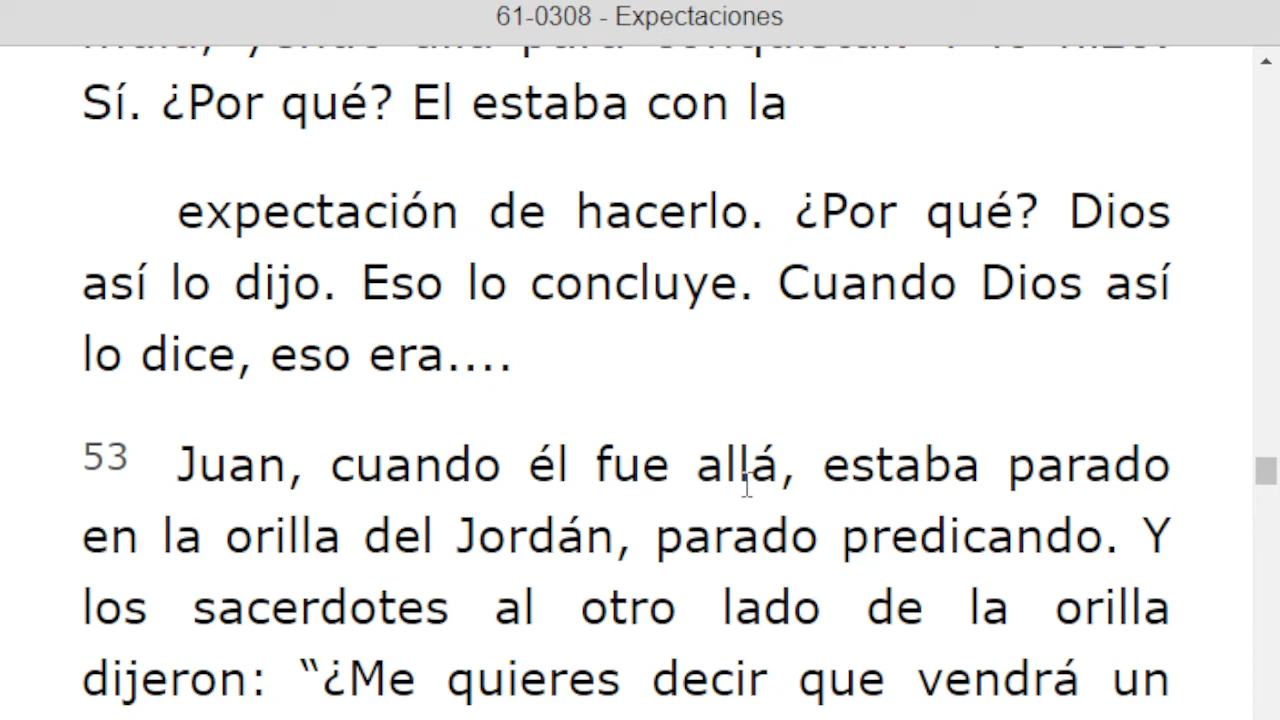 61-0308 - Expectaciones
Sí. ¿Por qué? El estaba con la
expectación de hacerlo. ¿Por qué? Dios
así lo dijo. Eso lo concluye. Cuando Dios así
lo dice, eso era....
53 Juan, cuando él fue allá, estaba parado
en la orilla del Jordán, parado predicando. Y
los sacerdotes al otro lado de la orilla
dijeron: “¿Me quieres decir que vendrá un